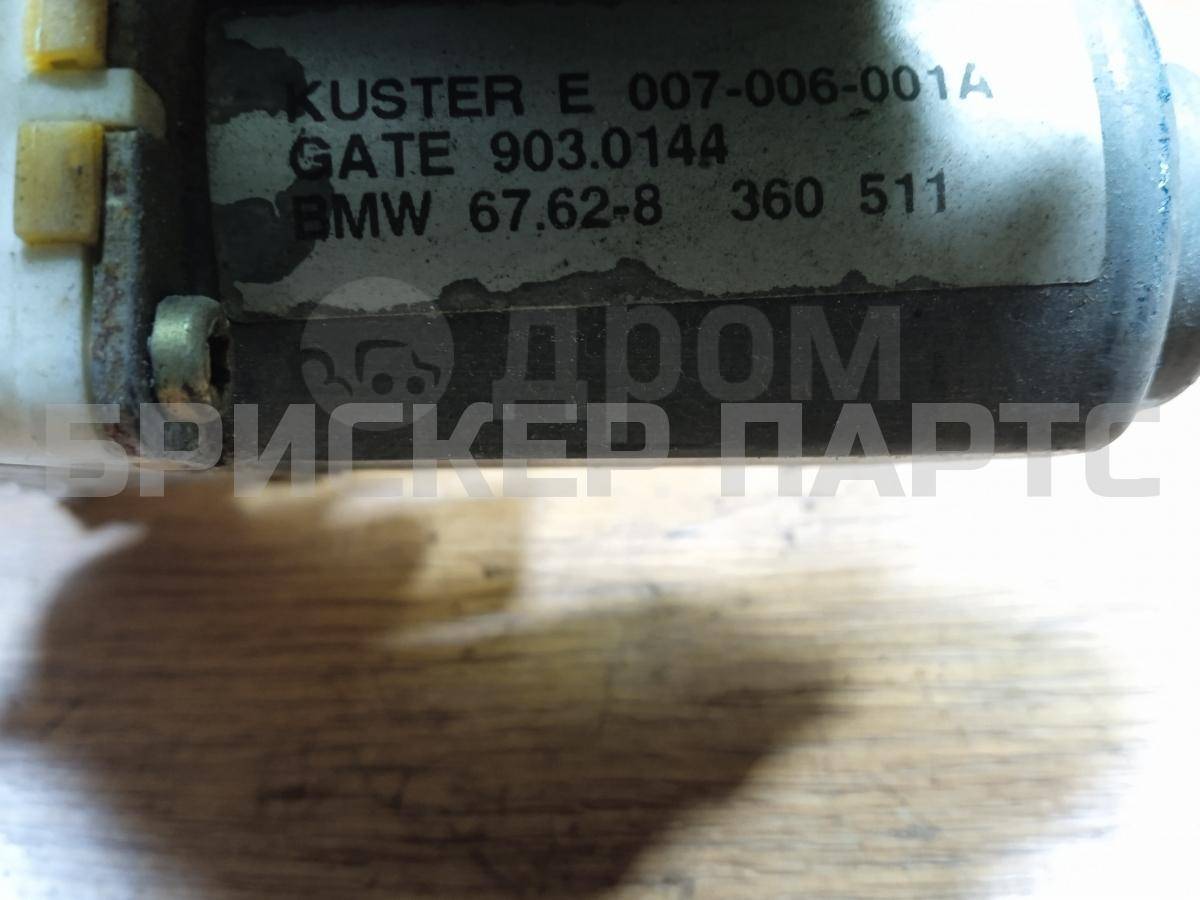 KUSTER E 007-006-001A
GATE 903.0144
BMW 67.62-8 360 511
дром
БРИСКЕР ПАРТС